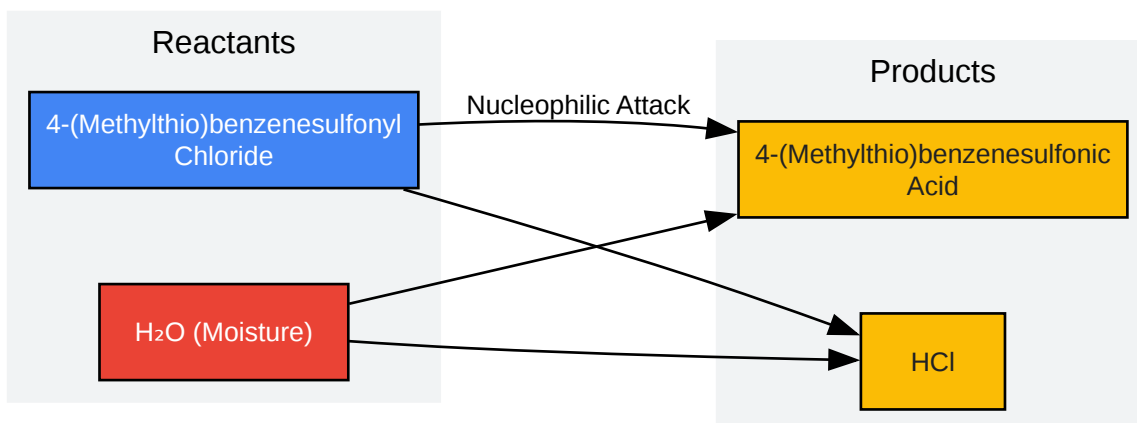 Reactants
4-(Methylthio)benzenesulfonyl
Chloride
H₂O (Moisture)
Nucleophilic Attack
Products
4-(Methylthio)benzenesulfonic
Acid
HCl